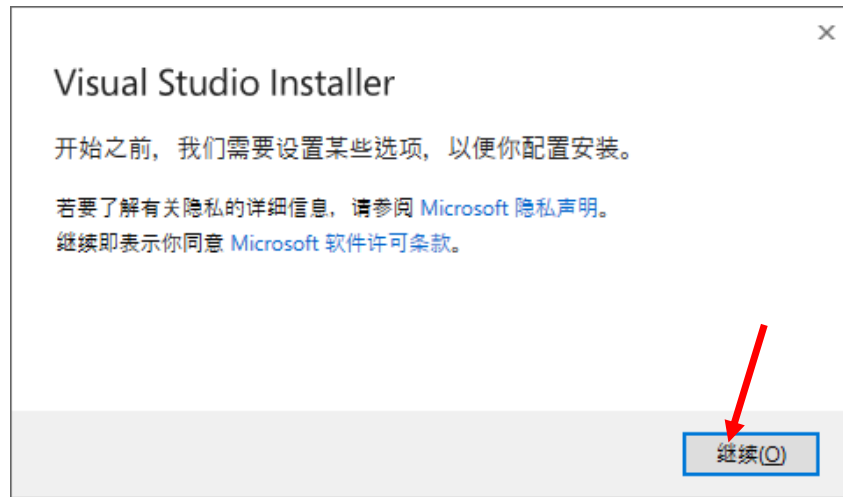 Visual Studio Installer
开始之前，我们需要设置某些选项，以便你配置安装。
若要了解有关隐私的详细信息，请参阅 Microsoft 隐私声明。
继续即表示你同意 Microsoft 软件许可条款。
继续(O)